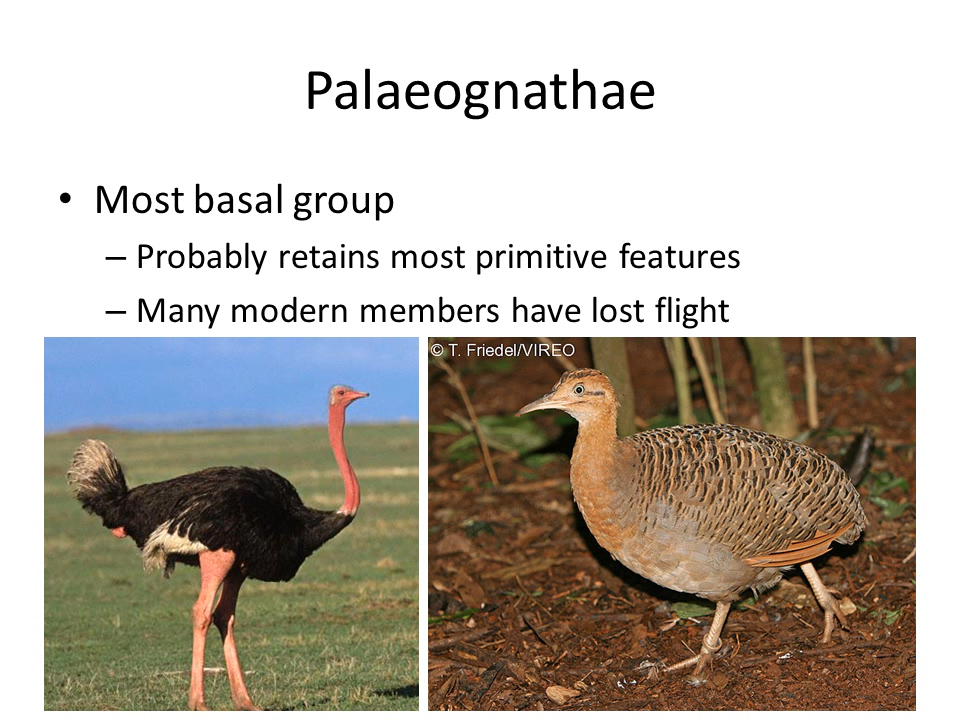 Palaeognathae
• Most basal group
– Probably retains most primitive features
– Many modern members have lost flight
© T. Friedel/VIREO